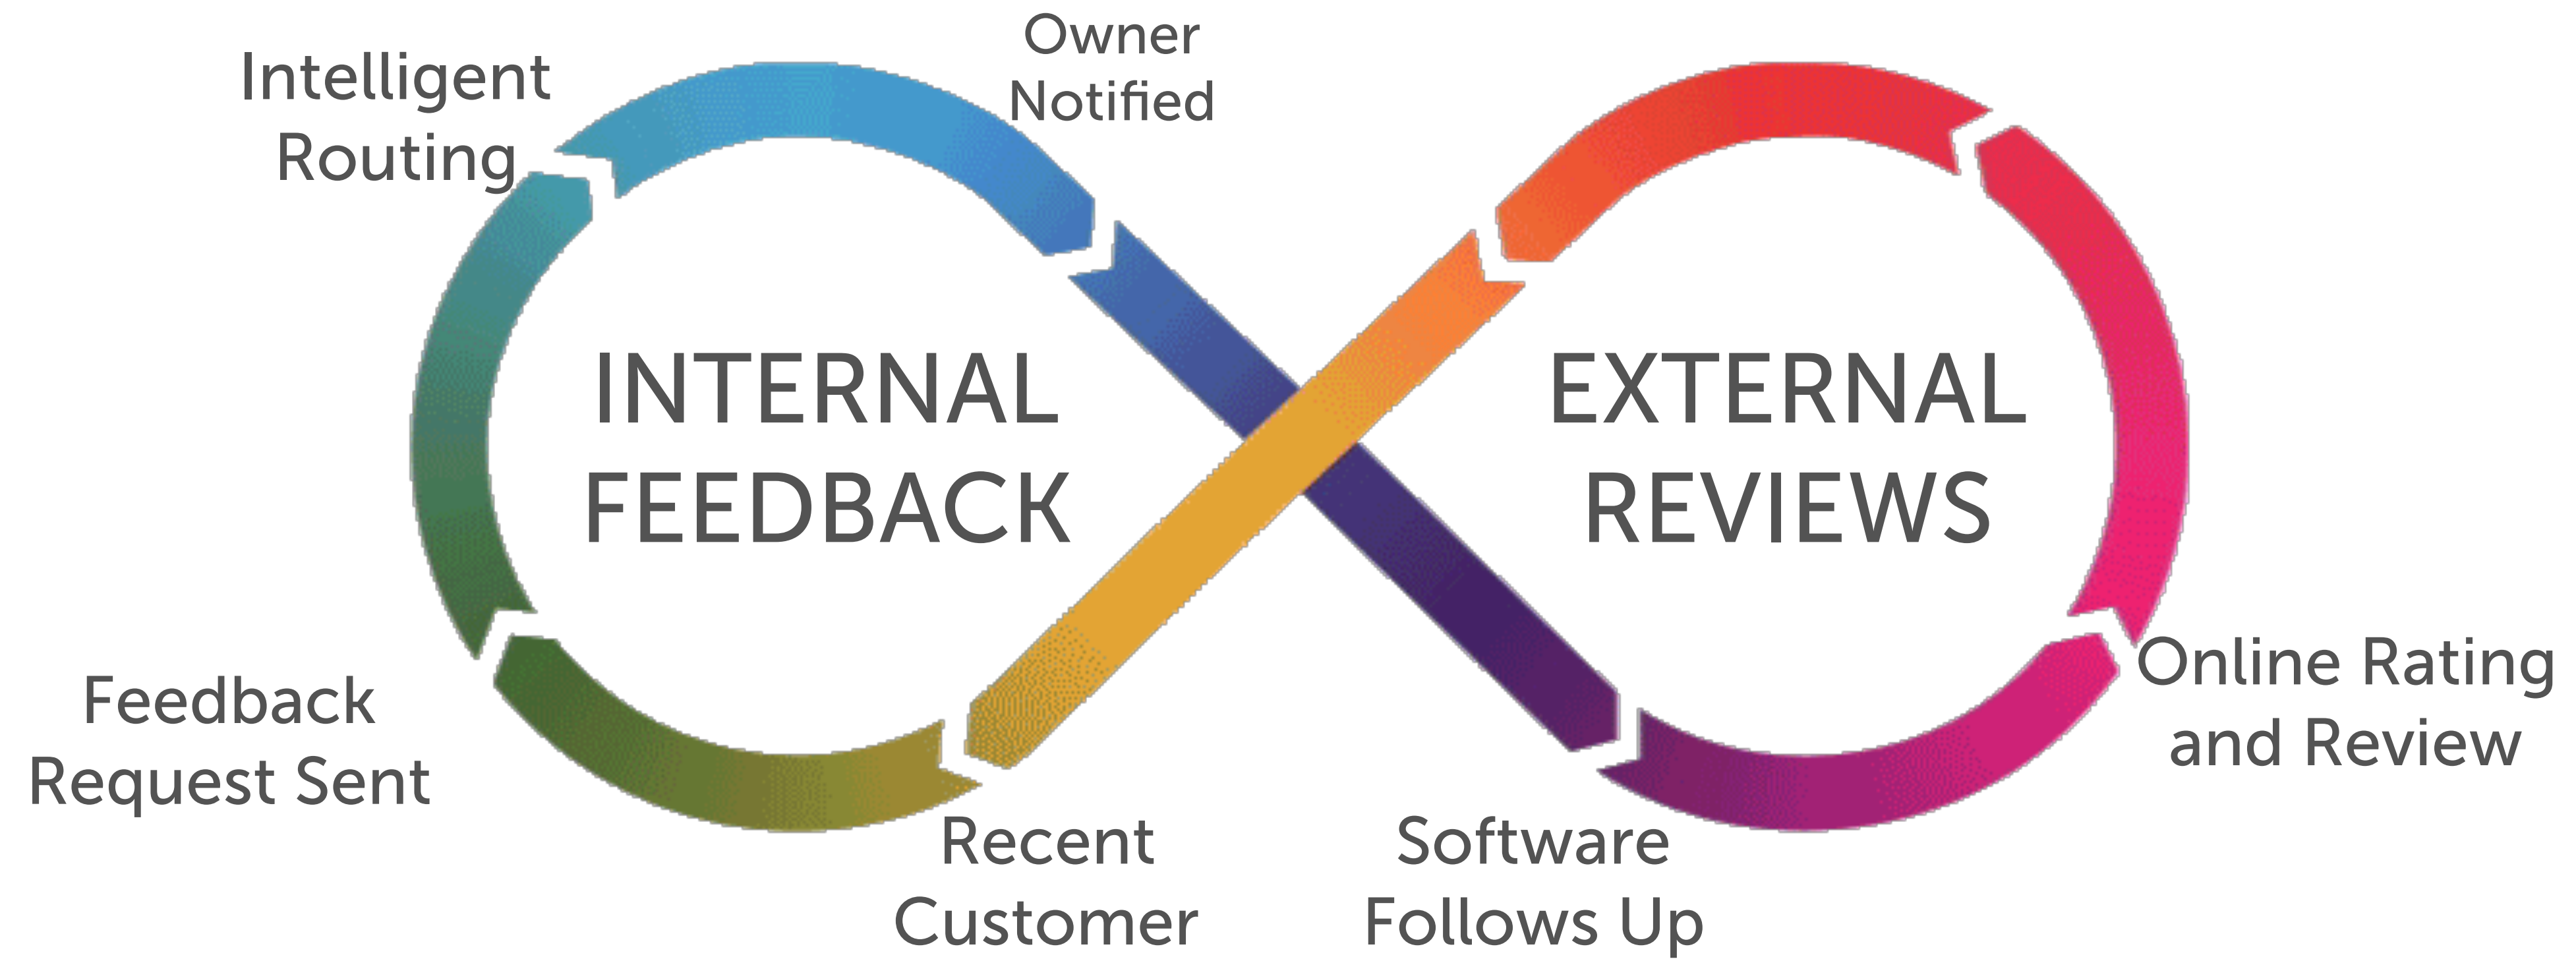 Owner
Notified
Intelligent
Routing
INTERNAL
FEEDBACK
EXTERNAL
REVIEWS
Feedback
Request Sent
Online Rating
and Review
Recent
Customer
Software
Follows Up